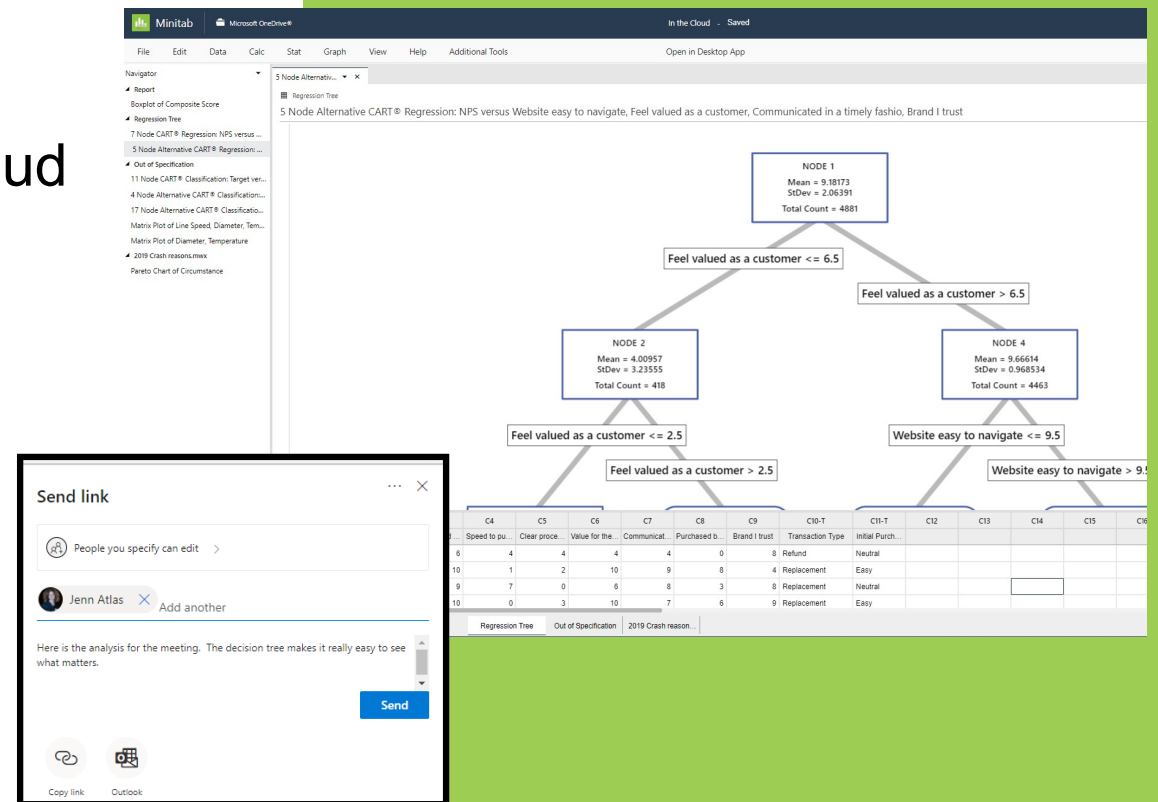 ud
Minitab
Microsoft OneDrive®
In the Cloud - Saved
File Edit Data Calc Stat Graph View Help Additional Tools
Open in Desktop App
Navigator
Report
Boxplot of Composite Score
Regression Tree
7 Node CART® Regression: NPS versus ...
5 Node Alternative CART® Regression: ...
Out of Specification
11 Node CART® Classification: Target ver...
4 Node Alternative CART® Classification:...
17 Node Alternative CART® Classificatio...
Matrix Plot of Line Speed, Diameter, Tem...
Matrix Plot of Diameter, Temperature
2019 Crash reasons.mwx
Pareto Chart of Circumstance
5 Node Alternativ...
Regression Tree
5 Node Alternative CART® Regression: NPS versus Website easy to navigate, Feel valued as a customer, Communicated in a timely fashio, Brand I trust
NODE 1
Mean = 9.18173
StDev = 2.06391
Total Count = 4881
Feel valued as a customer <= 6.5
Feel valued as a customer > 6.5
NODE 2
Mean = 4.00957
StDev = 3.23555
Total Count = 418
NODE 4
Mean = 9.66614
StDev = 0.968534
Total Count = 4463
Feel valued as a customer <= 2.5
Feel valued as a customer > 2.5
Website easy to navigate <= 9.5
Website easy to navigate > 9.5
C4 C5 C6 C7 C8 C9 C10-T C11-T C12 C13 C14 C15 C16
Speed to pu... Clear proce... Value for the... Communicat... Purchased b... Brand I trust Transaction Type Initial Purch...
6 4 4 4 4 0 8 Refund Neutral
10 1 2 10 9 8 4 Replacement Easy
9 7 0 6 8 3 8 Replacement Neutral
10 0 3 10 7 6 9 Replacement Easy
Regression Tree Out of Specification 2019 Crash reason...
Send link
People you specify can edit
Jenn Atlas
Add another
Here is the analysis for the meeting. The decision tree makes it really easy to see
what matters.
Send
Copy link Outlook